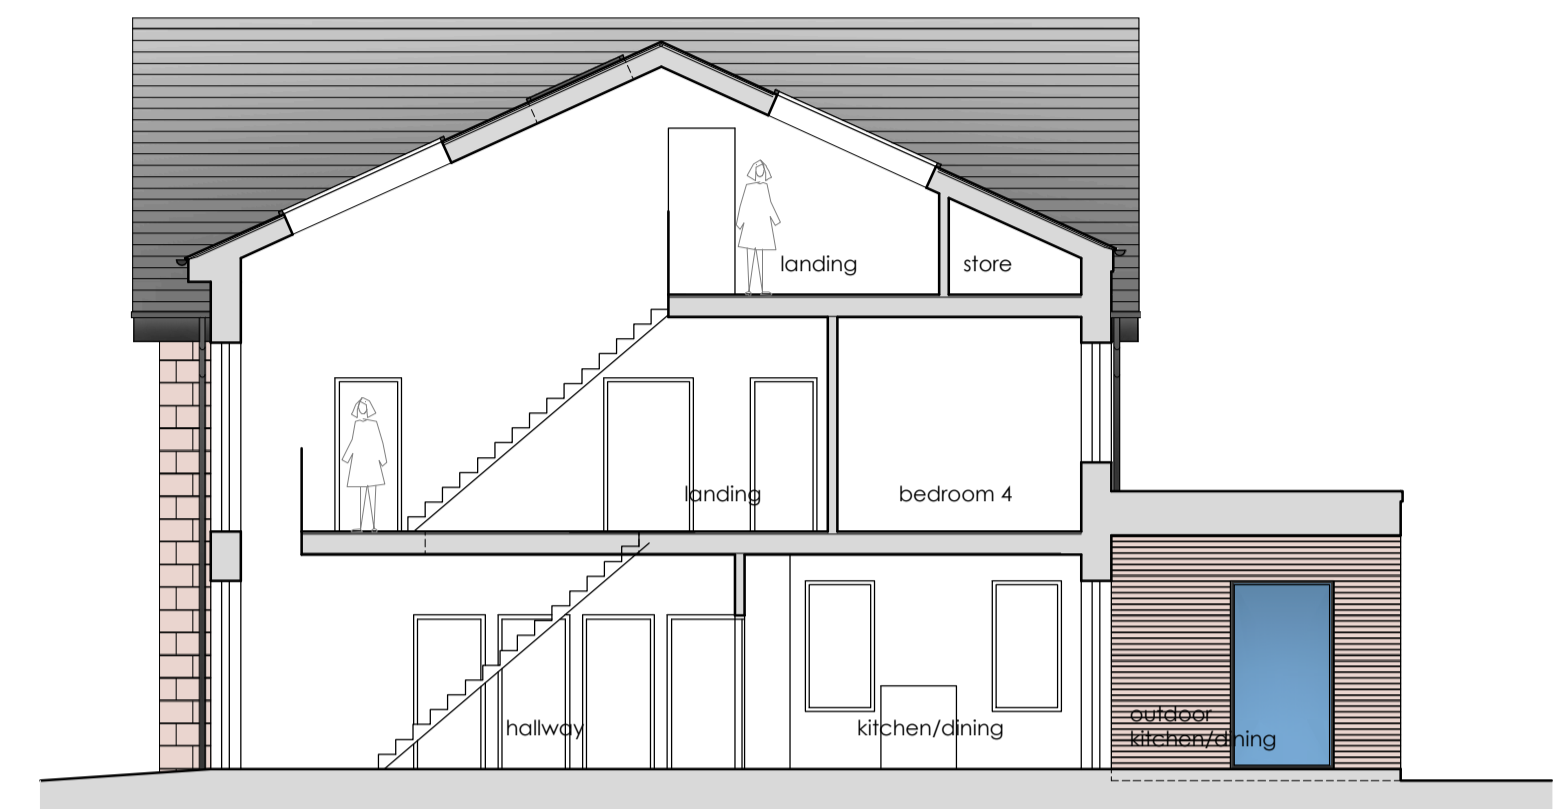 landing
store
landing
bedroom 4
hallway
kitchen/dining
outdoor
kitchen/dining